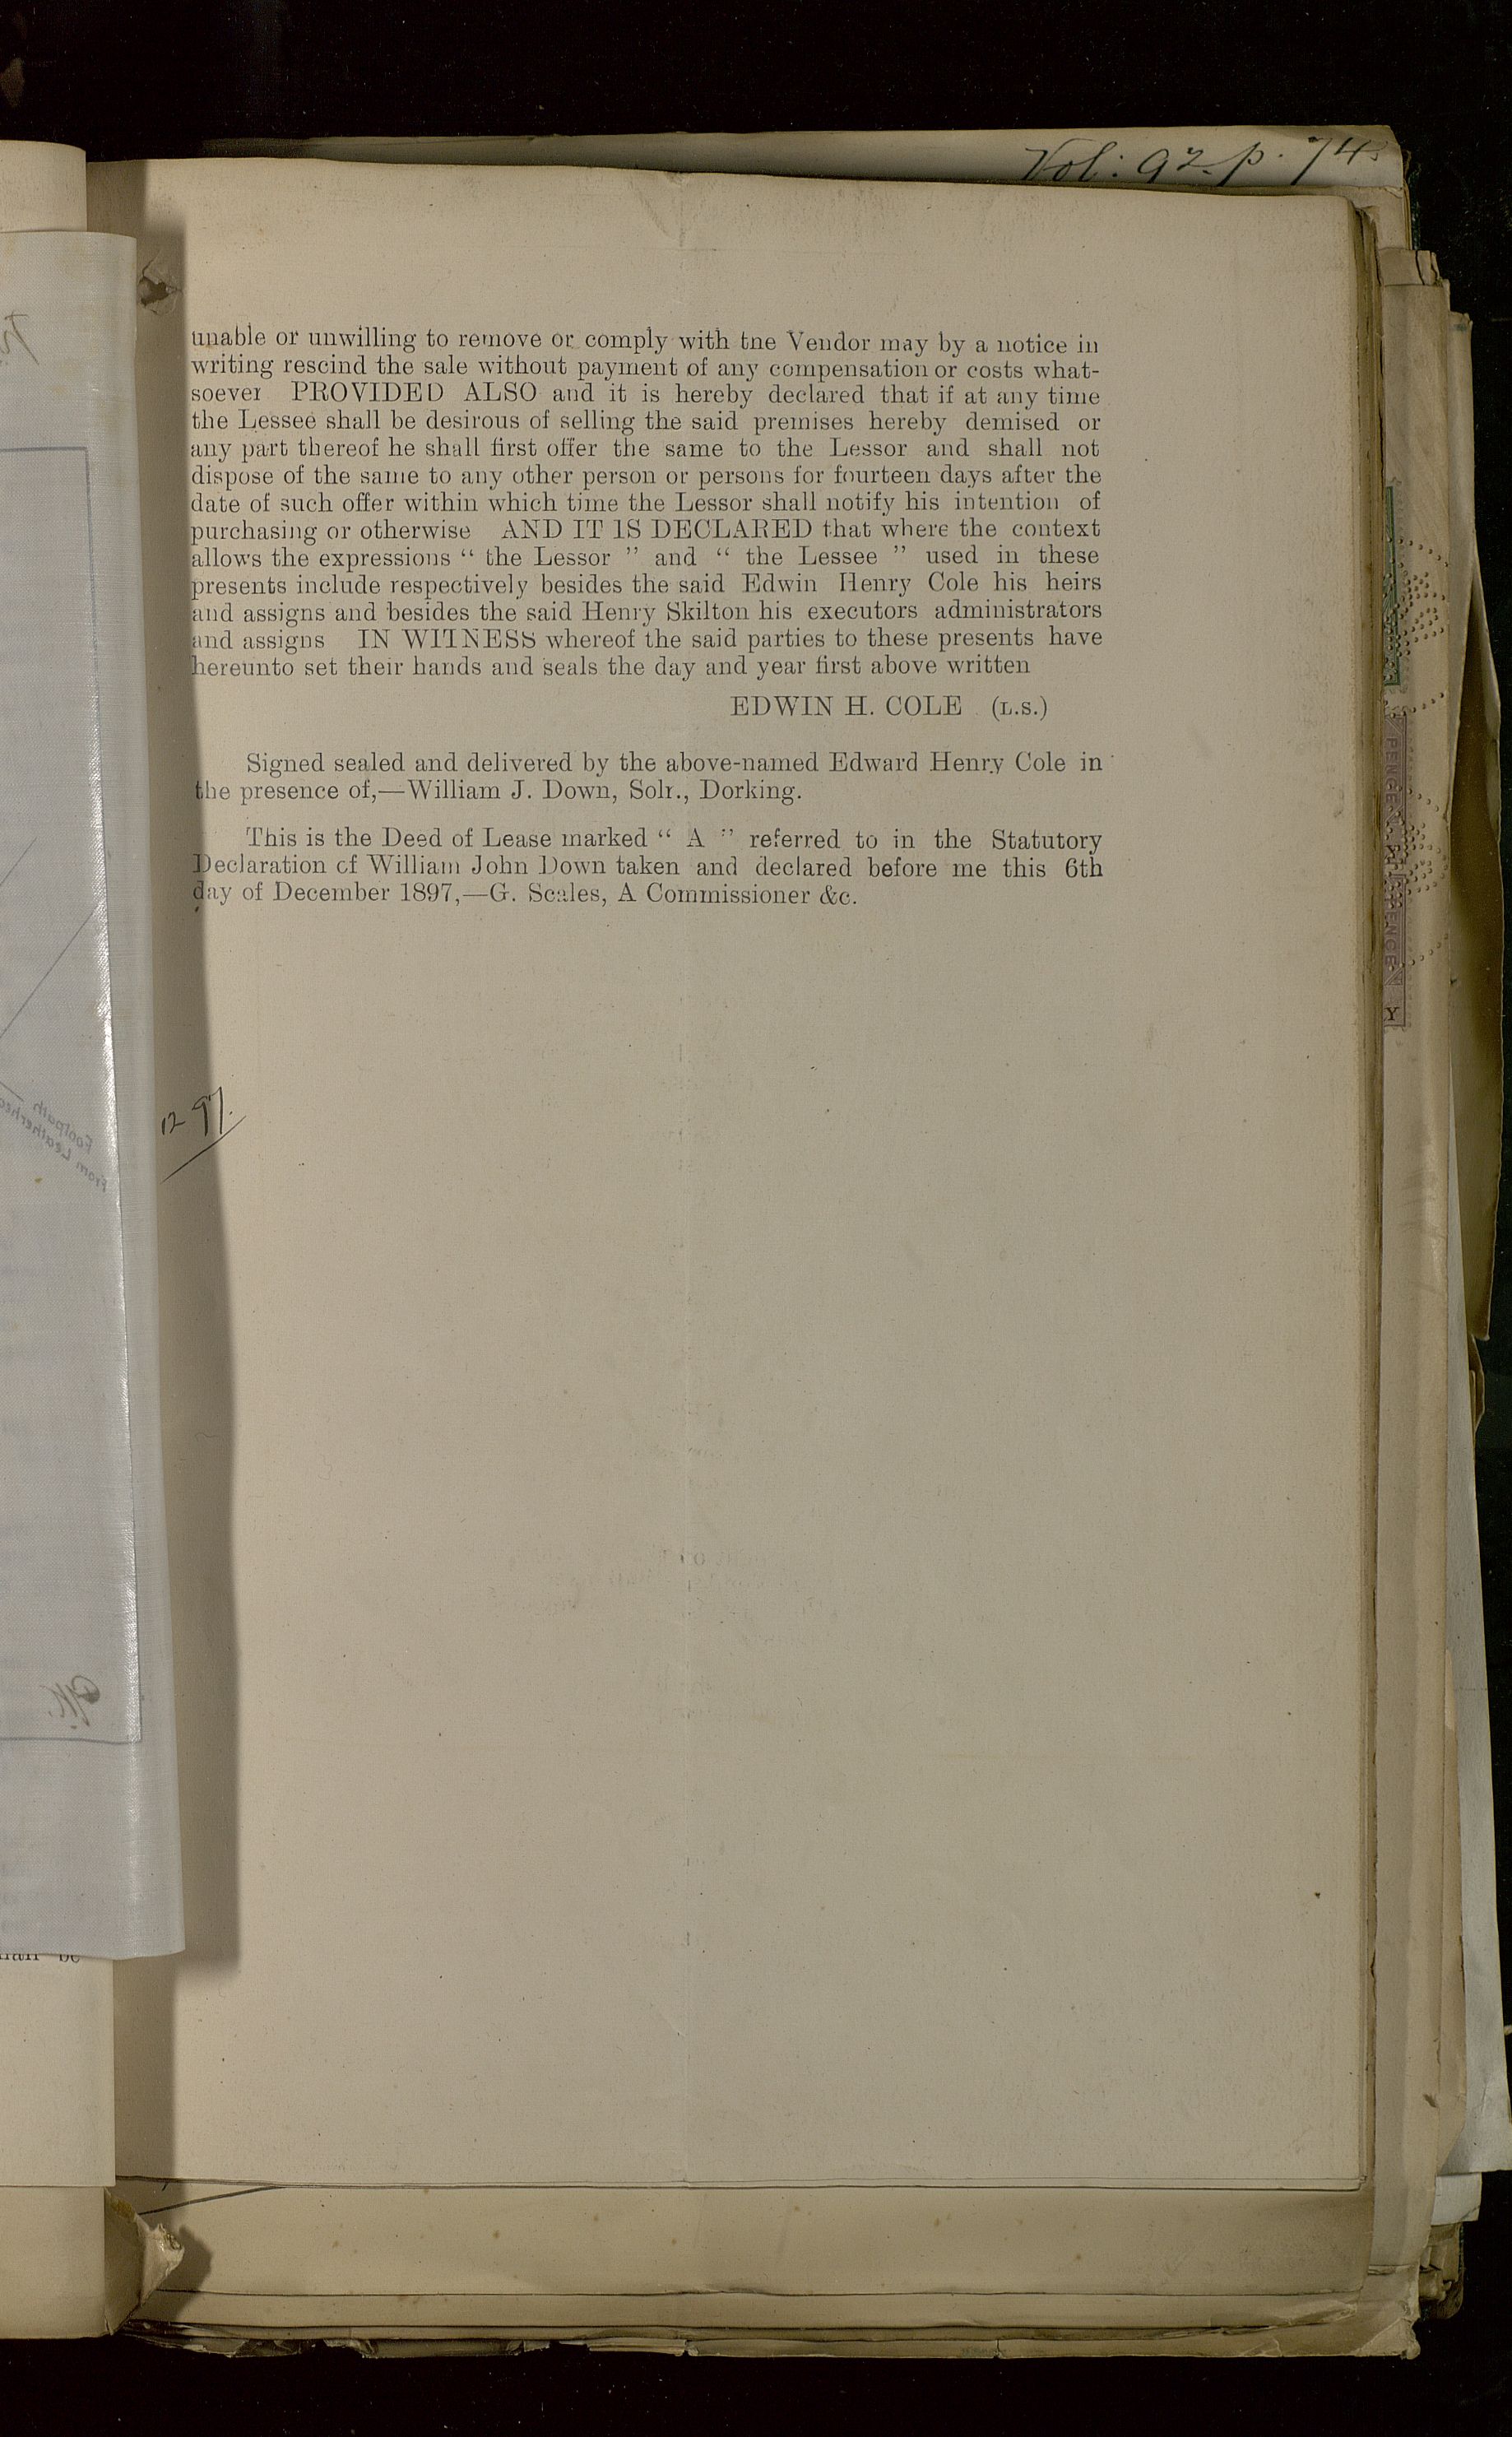 Vol: 92. p. 74
unable or unwilling to remove or comply with the Vendor may by a notice in
writing rescind the sale without payment of any compensation or costs what-
soever PROVIDED ALSO and it is hereby declared that if at any time
the Lessee shall be desirous of selling the said premises hereby demised or
any part thereof he shall first offer the same to the Lessor and shall not
dispose of the same to any other person or persons for fourteen days after the
date of such offer within which time the Lessor shall notify his intention of
purchasing or otherwise AND IT IS DECLARED that where the context
allows the expressions “ the Lessor ” and “ the Lessee ” used in these
presents include respectively besides the said Edwin Henry Cole his heirs
and assigns and besides the said Henry Skilton his executors administrators
and assigns IN WITNESS whereof the said parties to these presents have
hereunto set their hands and seals the day and year first above written
EDWIN H. COLE (L.S.)
Signed sealed and delivered by the above-named Edward Henry Cole in
the presence of,—William J. Down, Solr., Dorking.
This is the Deed of Lease marked “ A ” referred to in the Statutory
Declaration of William John Down taken and declared before me this 6th
day of December 1897,—G. Scales, A Commissioner &c.
12 97.
Footpath
From Leatherhea
PENCE
PENCE
Y
hall be